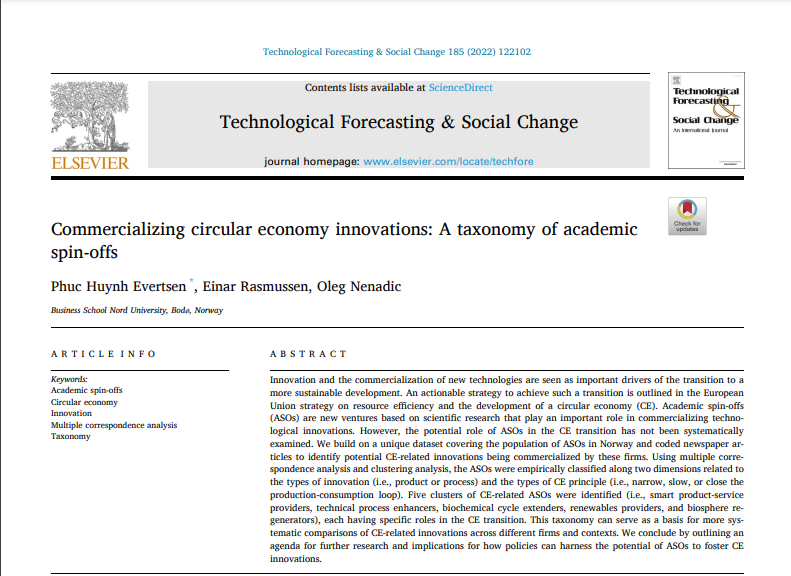 Technological Forecasting & Social Change 185 (2022) 122102
Contents lists available at ScienceDirect
Technological Forecasting & Social Change
journal homepage: www.elsevier.com/locate/techfore
ELSEVIER
Technological
Forecasting
&
Social Change
An International Journal
Check for
updates
Commercializing circular economy innovations: A taxonomy of academic
spin-offs
Phuc Huynh Evertsen *, Einar Rasmussen, Oleg Nenadic
Business School Nord University, Bodø, Norway
ARTICLE INFO
Keywords:
Academic spin-offs
Circular economy
Innovation
Multiple correspondence analysis
Taxonomy
ABSTRACT
Innovation and the commercialization of new technologies are seen as important drivers of the transition to a
more sustainable development. An actionable strategy to achieve such a transition is outlined in the European
Union strategy on resource efficiency and the development of a circular economy (CE). Academic spin-offs
(ASOs) are new ventures based on scientific research that play an important role in commercializing techno-
logical innovations. However, the potential role of ASOs in the CE transition has not been systematically
examined. We build on a unique dataset covering the population of ASOs in Norway and coded newspaper ar-
ticles to identify potential CE-related innovations being commercialized by these firms. Using multiple corre-
spondence analysis and clustering analysis, the ASOs were empirically classified along two dimensions related to
the types of innovation (i.e., product or process) and the types of CE principle (i.e., narrow, slow, or close the
production-consumption loop). Five clusters of CE-related ASOs were identified (i.e., smart product-service
providers, technical process enhancers, biochemical cycle extenders, renewables providers, and biosphere re-
generators), each having specific roles in the CE transition. This taxonomy can serve as a basis for more sys-
tematic comparisons of CE-related innovations across different firms and contexts. We conclude by outlining an
agenda for further research and implications for how policies can harness the potential of ASOs to foster CE
innovations.